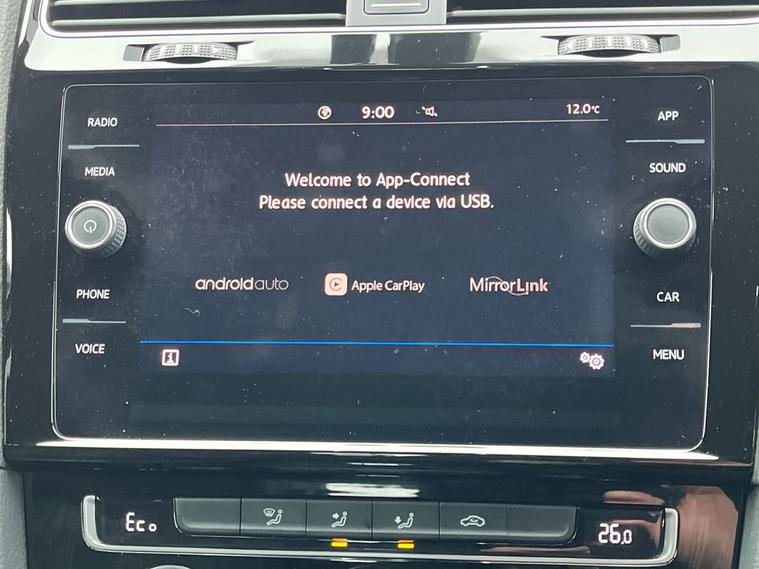 9:00
12.0°C
RADIO
APP
MEDIA
SOUND
Welcome to App-Connect
Please connect a device via USB.
androidauto
Apple CarPlay
MirrorLink
PHONE
CAR
VOICE
MENU
i
Eco
26.0